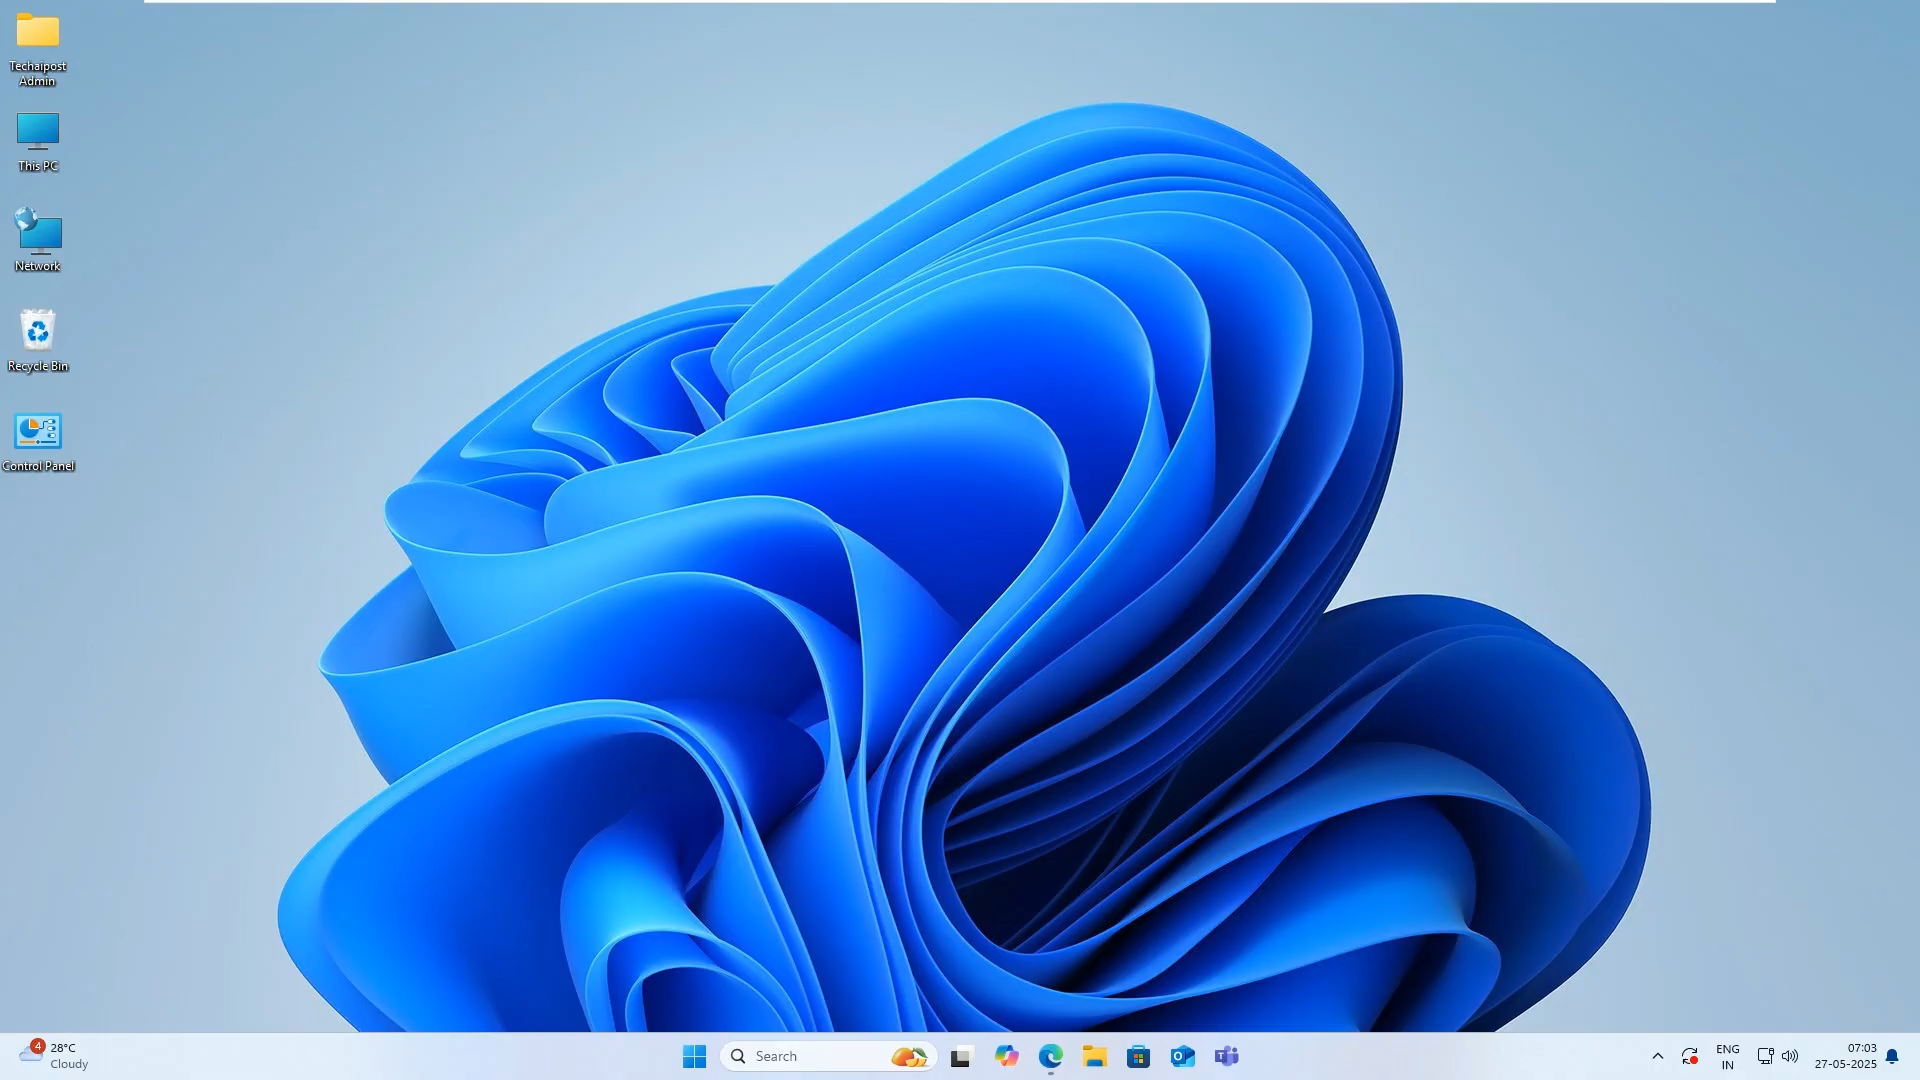 Techaipost
Admin
This PC
Network
Recycle Bin
Control Panel
4
28°C
Cloudy
Search
T
O
T
ENG
IN
07:03
27-05-2025